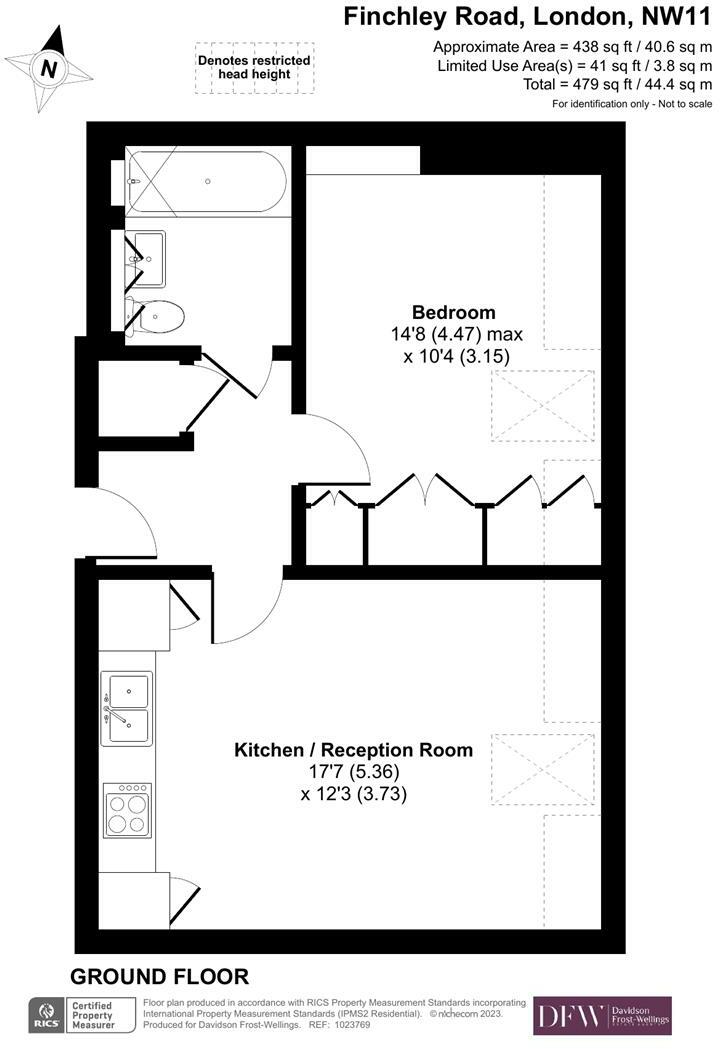 Finchley Road, London, NW11
Approximate Area = 438 sq ft / 40.6 sq m
Limited Use Area(s) = 41 sq ft / 3.8 sq m
Total = 479 sq ft / 44.4 sq m
For identification only - Not to scale
N
Denotes restricted
head height
Bedroom
14'8 (4.47) max
x 10'4 (3.15)
Kitchen / Reception Room
17'7 (5.36)
x 12'3 (3.73)
GROUND FLOOR
RICS
Certified
Property
Measurer
Floor plan produced in accordance with RICS Property Measurement Standards incorporating
International Property Measurement Standards (IPMS2 Residential). © nichecom 2023.
Produced for Davidson Frost-Wellings. REF: 1023769
DFW
Davidson
Frost-Wellings
ESTATE AGENTS